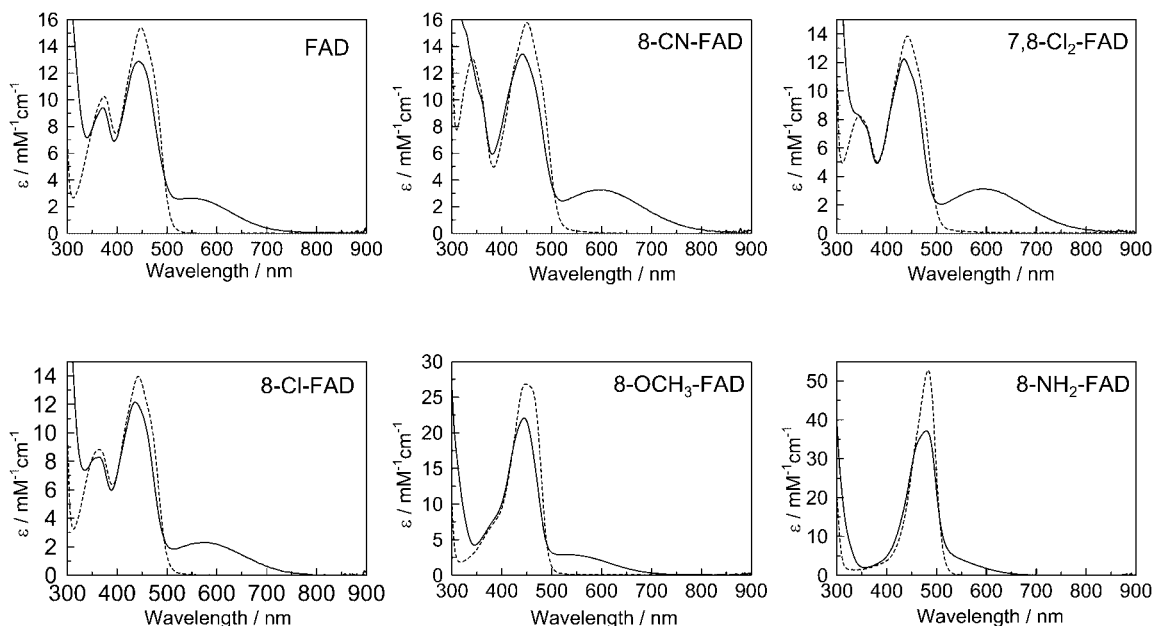 FAD
ε / mM⁻¹cm⁻¹
16
14
12
10
8
6
4
2
0
300 400 500 600 700 800 900
Wavelength / nm
8-CN-FAD
ε / mM⁻¹cm⁻¹
16
14
12
10
8
6
4
2
0
300 400 500 600 700 800 900
Wavelength / nm
7,8-Cl₂-FAD
ε / mM⁻¹cm⁻¹
16
14
12
10
8
6
4
2
0
300 400 500 600 700 800 900
Wavelength / nm
8-Cl-FAD
ε / mM⁻¹cm⁻¹
14
12
10
8
6
4
2
0
300 400 500 600 700 800 900
Wavelength / nm
8-OCH₃-FAD
ε / mM⁻¹cm⁻¹
30
25
20
15
10
5
0
300 400 500 600 700 800 900
Wavelength / nm
8-NH₂-FAD
ε / mM⁻¹cm⁻¹
50
40
30
20
10
0
300 400 500 600 700 800 900
Wavelength / nm